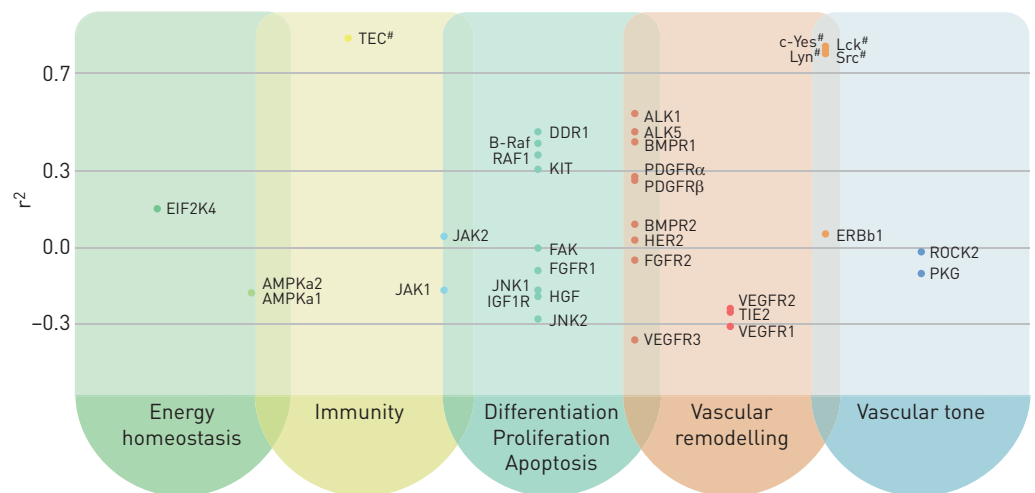 r²
0.7
0.3
0.0
−0.3
EIF2K4
AMPKa2
AMPKa1
TEC#
JAK2
JAK1
DDR1
B-Raf
RAF1
KIT
FAK
FGFR1
JNK1
IGF1R
HGF
JNK2
ALK1
ALK5
BMPR1
PDGFRα
PDGFRβ
BMPR2
HER2
FGFR2
VEGFR3
VEGFR2
TIE2
VEGFR1
c-Yes# Lck#
Lyn# Src#
ERBb1
ROCK2
PKG
Energy
homeostasis
Immunity
Differentiation
Proliferation
Apoptosis
Vascular
remodelling
Vascular tone